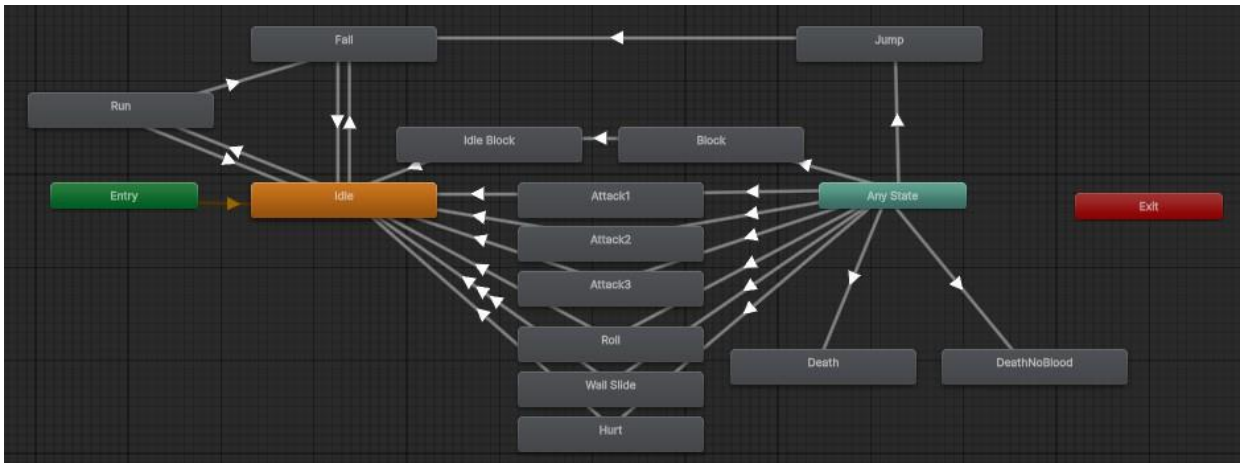 Fall
Jump
Run
Idle Block
Block
Entry
Idle
Attack1
Any State
Exit
Attack2
Attack3
Roll
Death
DeathNoBlood
Wall Slide
Hurt